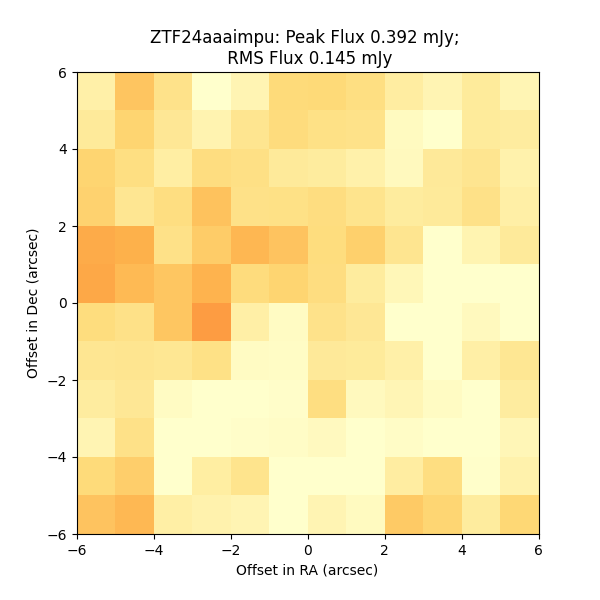 ZTF24aaaimpu: Peak Flux 0.392 mJy;
RMS Flux 0.145 mJy
6
4
2
0
−2
−4
−6
Offset in Dec (arcsec)
−6 −4 −2 0 2 4 6
Offset in RA (arcsec)